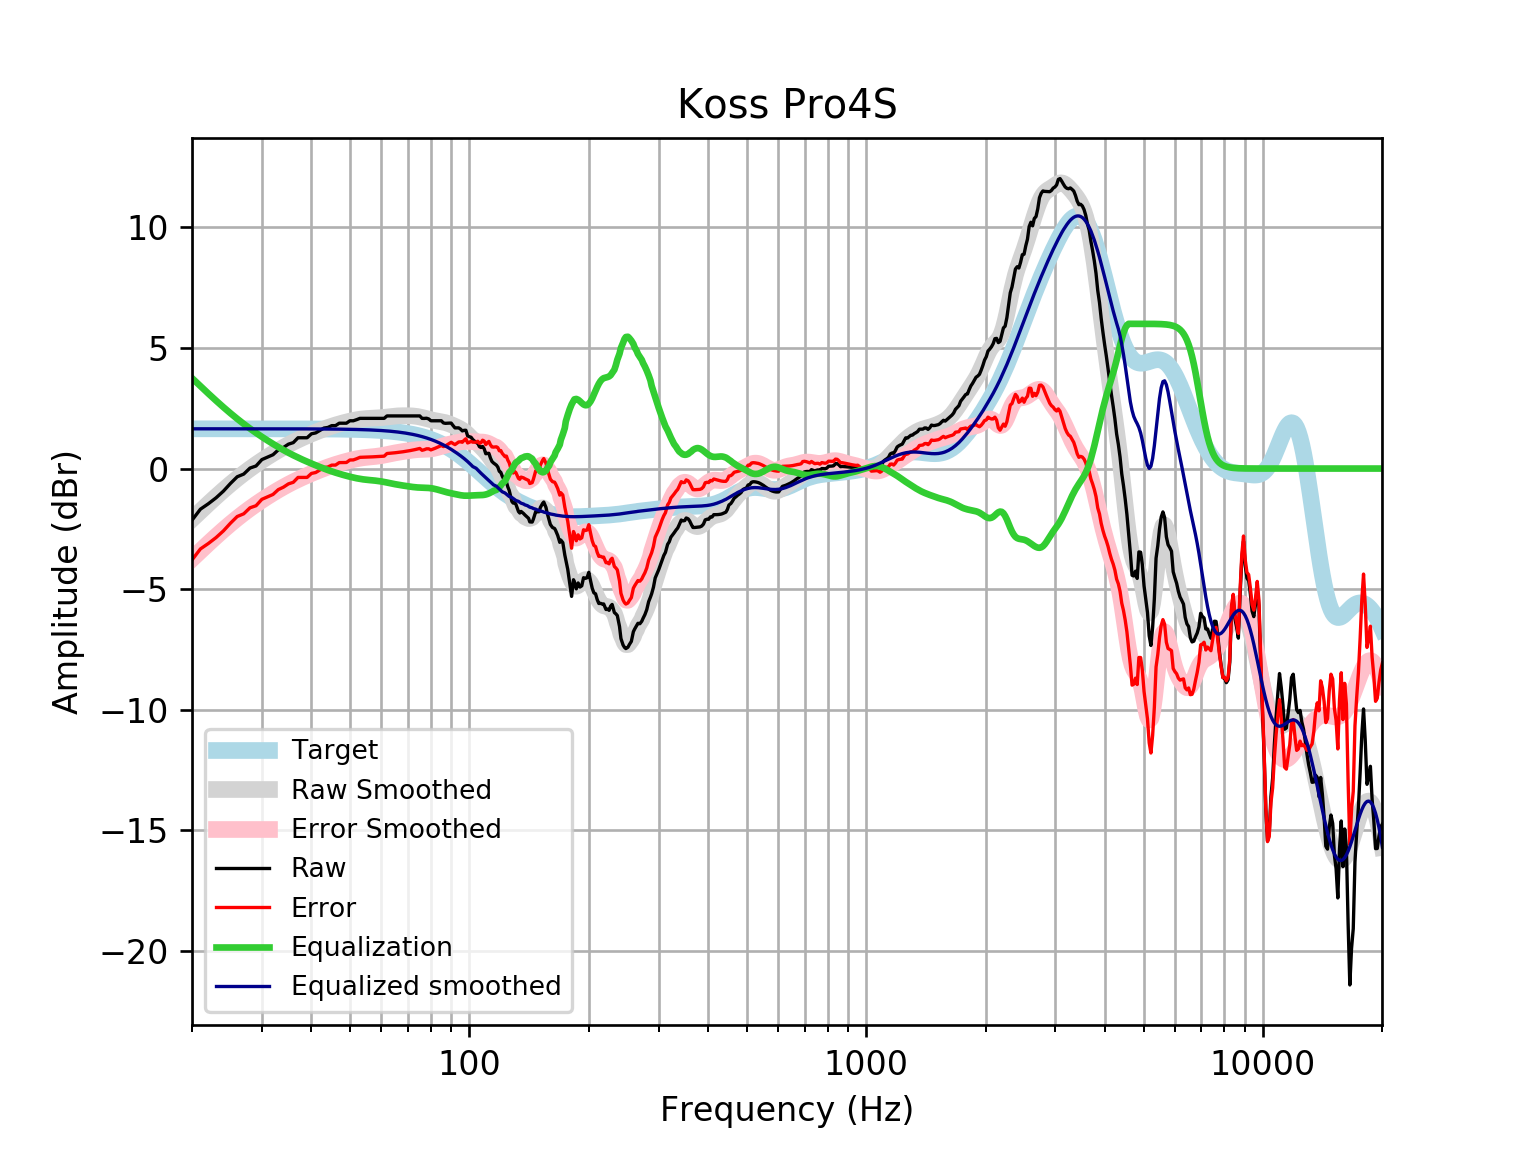 Koss Pro4S
10
5
0
−5
−10
−15
−20
Amplitude (dBr)
Target
Raw Smoothed
Error Smoothed
Raw
Error
Equalization
Equalized smoothed
100
1000
10000
Frequency (Hz)